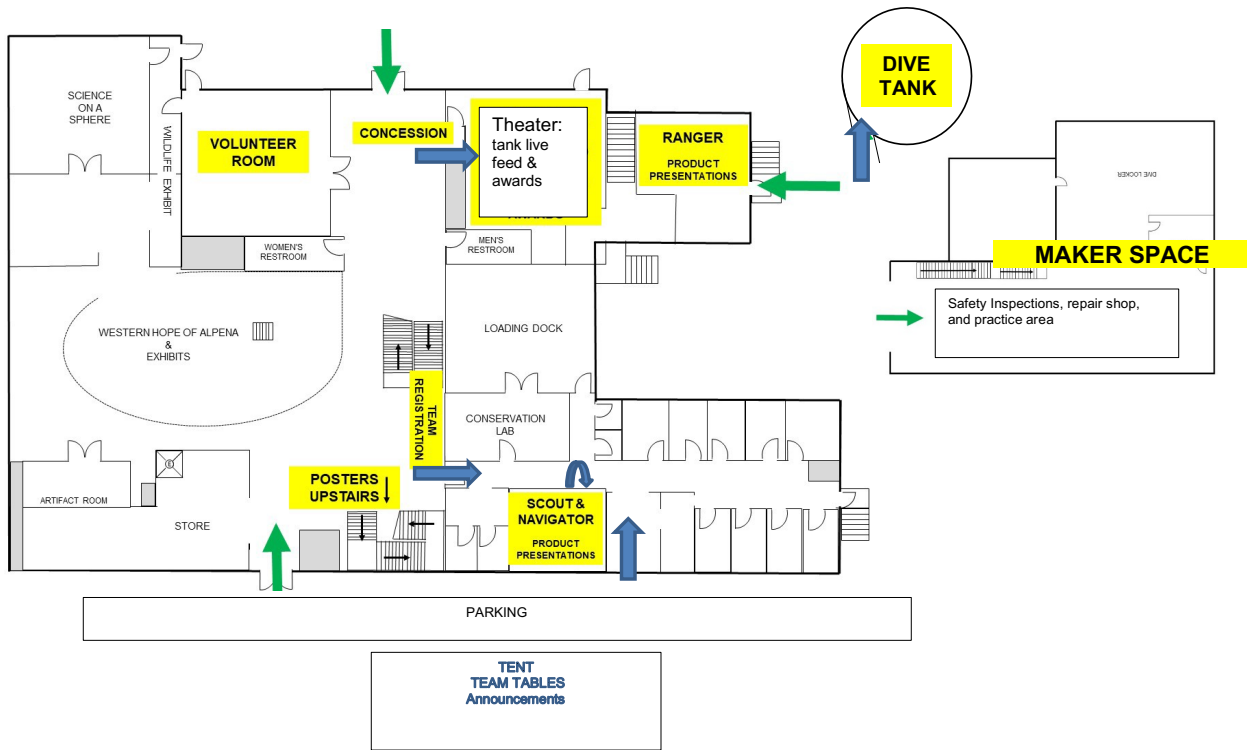 SCIENCE
ON A
SPHERE
WILDLIFE EXHIBIT
VOLUNTEER
ROOM
CONCESSION
Theater:
tank live
feed &
awards
RANGER
PRODUCT
PRESENTATIONS
DIVE
TANK
DIVE LOCKER
MAKER SPACE
Safety Inspections, repair shop,
and practice area
WOMEN'S
RESTROOM
MEN'S
RESTROOM
WESTERN HOPE OF ALPENA
&
EXHIBITS
LOADING DOCK
TEAM
REGISTRATION
CONSERVATION
LAB
ARTIFACT ROOM
E
STORE
POSTERS
UPSTAIRS
SCOUT &
NAVIGATOR
PRODUCT
PRESENTATIONS
PARKING
TENT
TEAM TABLES
Announcements